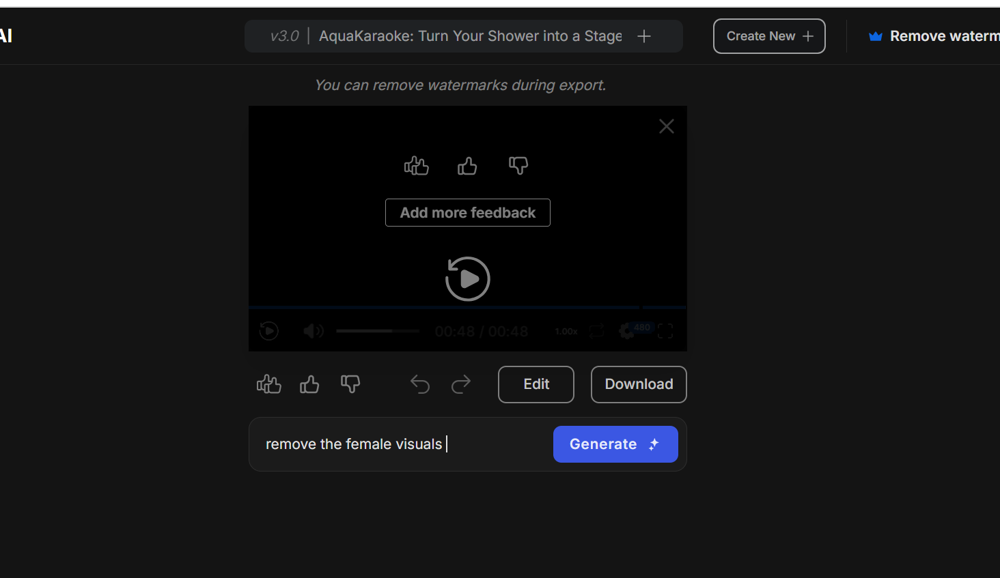 AI
v3.0 | AquaKaraoke: Turn Your Shower into a Stage
Create New
Remove waterm
You can remove watermarks during export.
Add more feedback
00:48 / 00:48
1.00x
480
Edit
Download
remove the female visuals
Generate